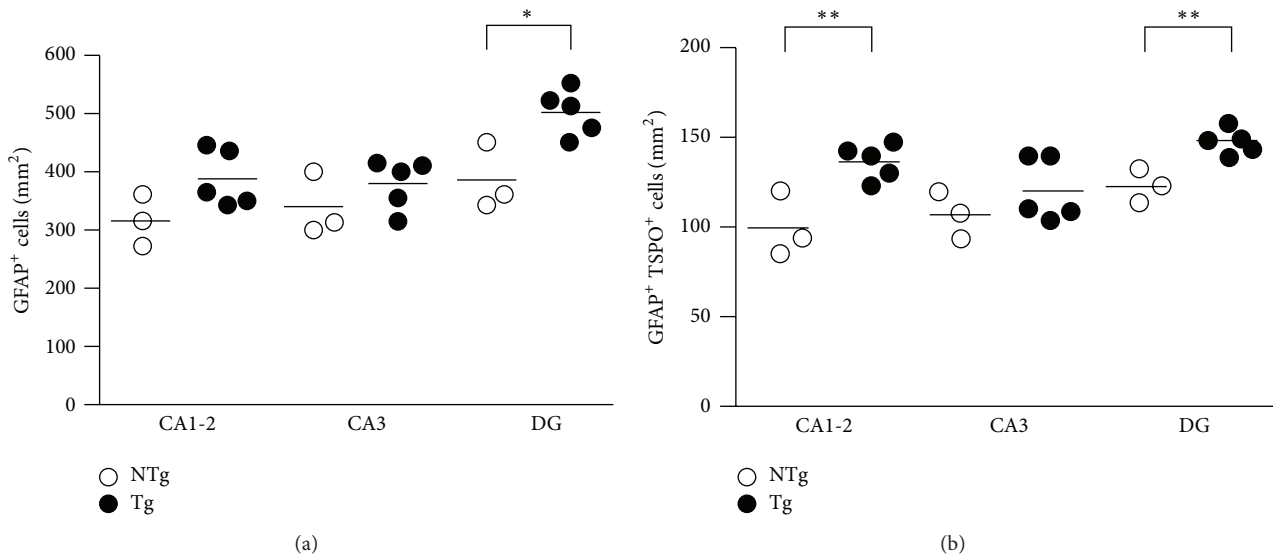 *
600
500
400
300
200
100
0
GFAP⁺ cells (mm²)
CA1-2 CA3 DG
NTg
Tg
(a)
** **
200
150
100
50
0
GFAP⁺ TSPO⁺ cells (mm²)
CA1-2 CA3 DG
NTg
Tg
(b)